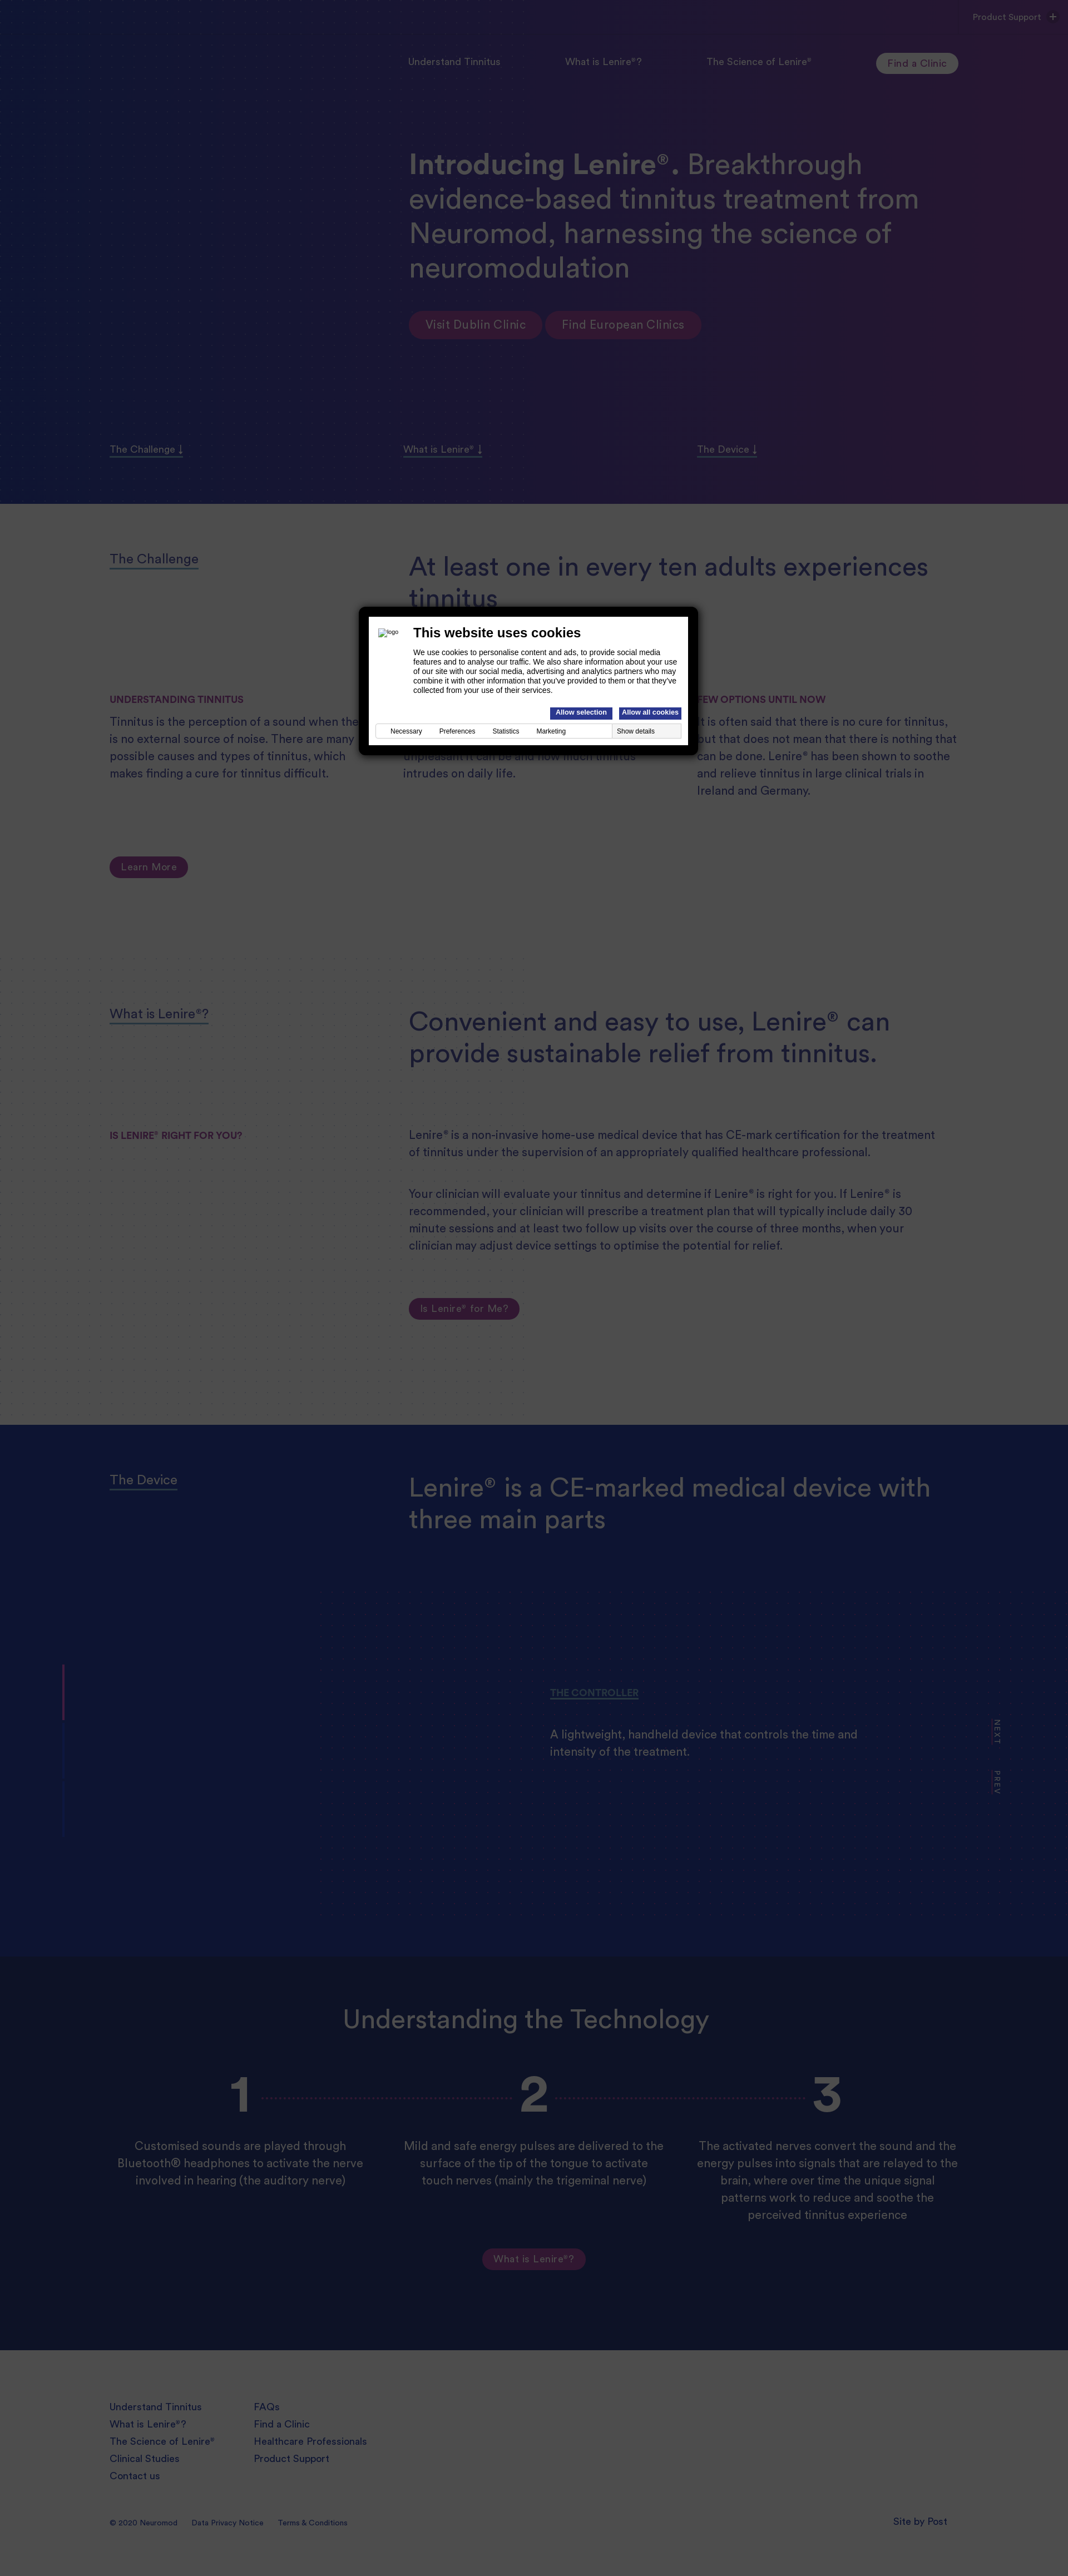 Product Support +
Understand Tinnitus
What is Lenire®?
The Science of Lenire®
Find a Clinic
Introducing Lenire®. Breakthrough
evidence-based tinnitus treatment from
Neuromod, harnessing the science of
neuromodulation
Visit Dublin Clinic
Find European Clinics
The Challenge ↓
What is Lenire® ↓
The Device ↓
The Challenge
At least one in every ten adults experiences
tinnitus
logo
This website uses cookies
We use cookies to personalise content and ads, to provide social media
features and to analyse our traffic. We also share information about your use
of our site with our social media, advertising and analytics partners who may
combine it with other information that you've provided to them or that they've
collected from your use of their services.
Allow selection
Allow all cookies
Necessary
Preferences
Statistics
Marketing
Show details
UNDERSTANDING TINNITUS
Tinnitus is the perception of a sound when there
is no external source of noise. There are many
possible causes and types of tinnitus, which
makes finding a cure for tinnitus difficult.
unpleasant it can be and how much tinnitus
intrudes on daily life.
FEW OPTIONS UNTIL NOW
It is often said that there is no cure for tinnitus,
but that does not mean that there is nothing that
can be done. Lenire® has been shown to soothe
and relieve tinnitus in large clinical trials in
Ireland and Germany.
Learn More
What is Lenire®?
Convenient and easy to use, Lenire® can
provide sustainable relief from tinnitus.
IS LENIRE® RIGHT FOR YOU?
Lenire® is a non-invasive home-use medical device that has CE-mark certification for the treatment
of tinnitus under the supervision of an appropriately qualified healthcare professional.
Your clinician will evaluate your tinnitus and determine if Lenire® is right for you. If Lenire® is
recommended, your clinician will prescribe a treatment plan that will typically include daily 30
minute sessions and at least two follow up visits over the course of three months, when your
clinician may adjust device settings to optimise the potential for relief.
Is Lenire® for Me?
The Device
Lenire® is a CE-marked medical device with
three main parts
THE CONTROLLER
A lightweight, handheld device that controls the time and
intensity of the treatment.
NEXT
PREV
Understanding the Technology
1
2
3
Customised sounds are played through
Bluetooth® headphones to activate the nerve
involved in hearing (the auditory nerve)
Mild and safe energy pulses are delivered to the
surface of the tip of the tongue to activate
touch nerves (mainly the trigeminal nerve)
The activated nerves convert the sound and the
energy pulses into signals that are relayed to the
brain, where over time the unique signal
patterns work to reduce and soothe the
perceived tinnitus experience
What is Lenire®?
Understand Tinnitus
What is Lenire®?
The Science of Lenire®
Clinical Studies
Contact us
FAQs
Find a Clinic
Healthcare Professionals
Product Support
© 2020 Neuromod
Data Privacy Notice
Terms & Conditions
Site by Post